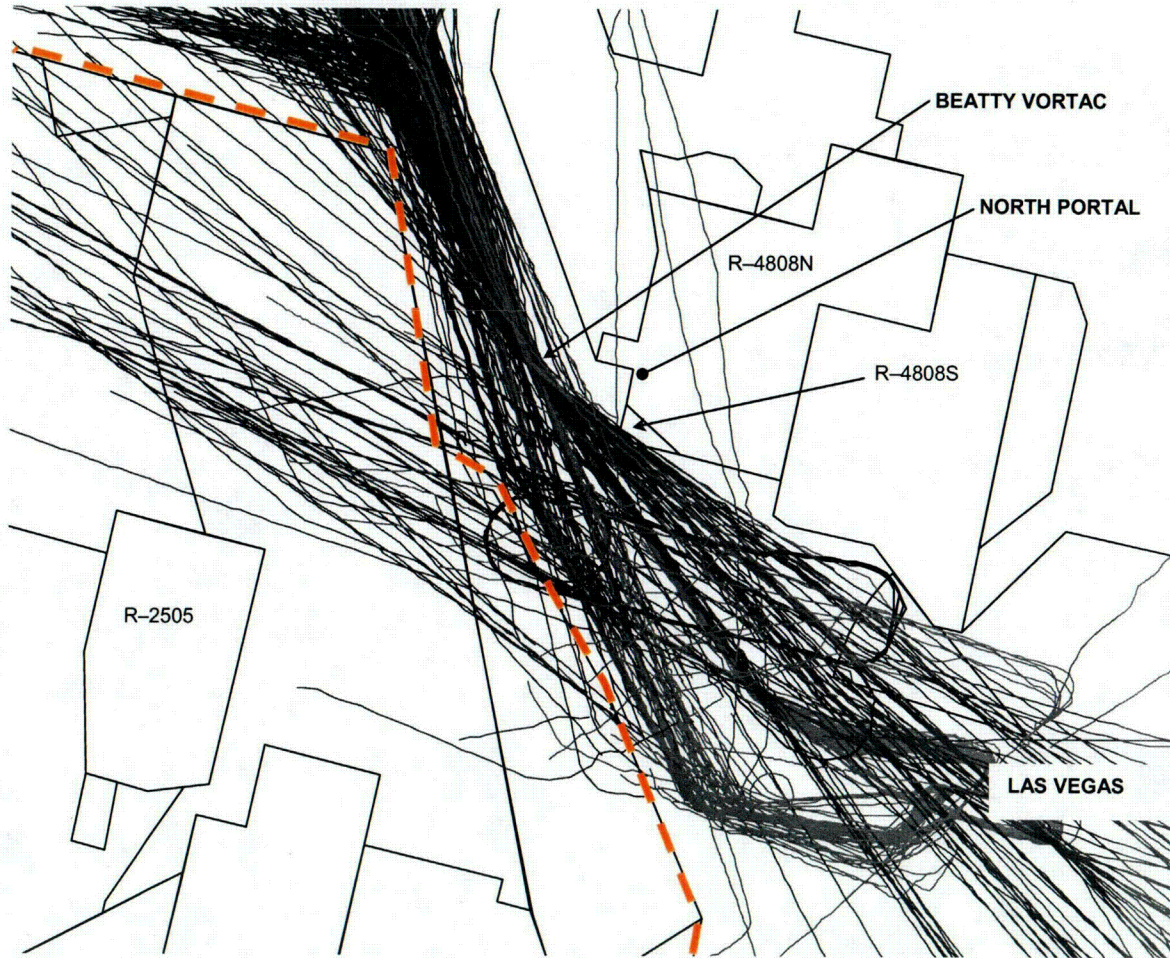 BEATTY VORTAC
NORTH PORTAL
R–4808N
R–4808S
R–2505
LAS VEGAS